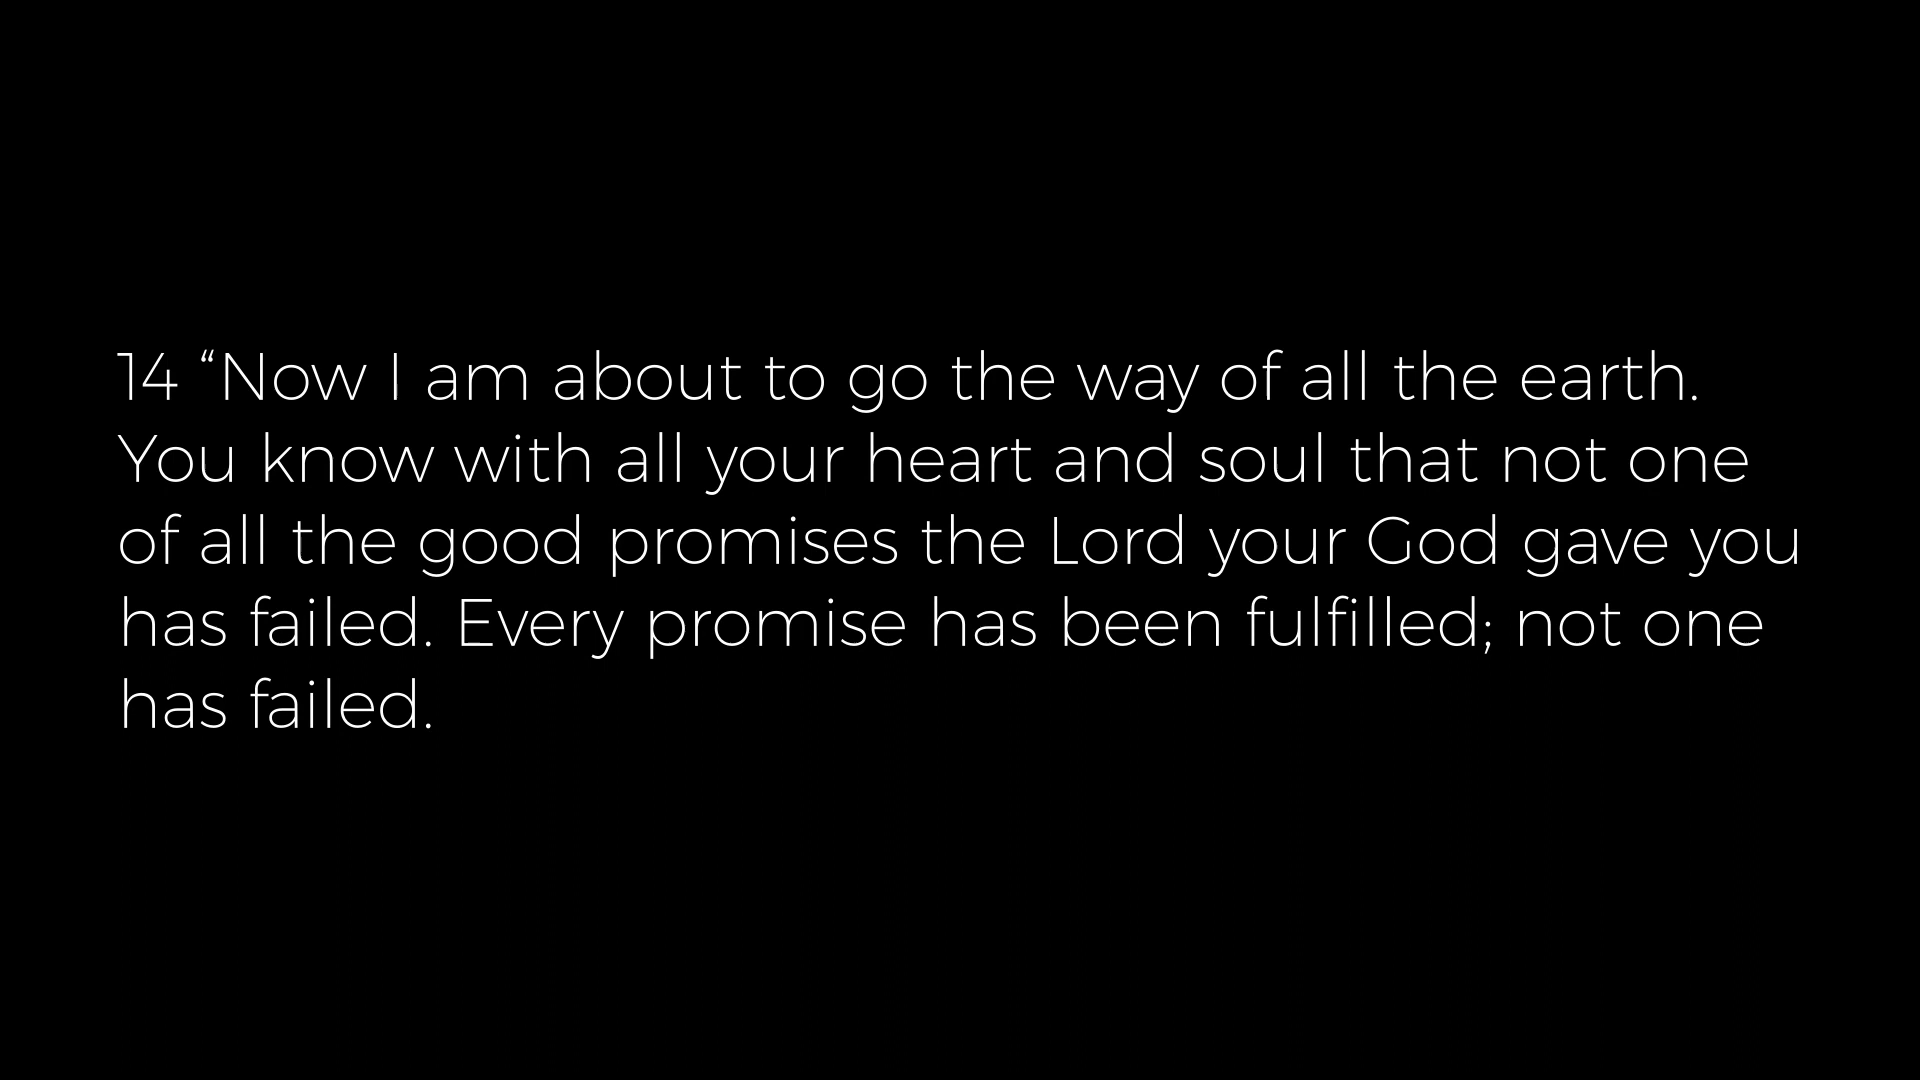 14 “Now I am about to go the way of all the earth.
You know with all your heart and soul that not one
of all the good promises the Lord your God gave you
has failed. Every promise has been fulfilled; not one
has failed.